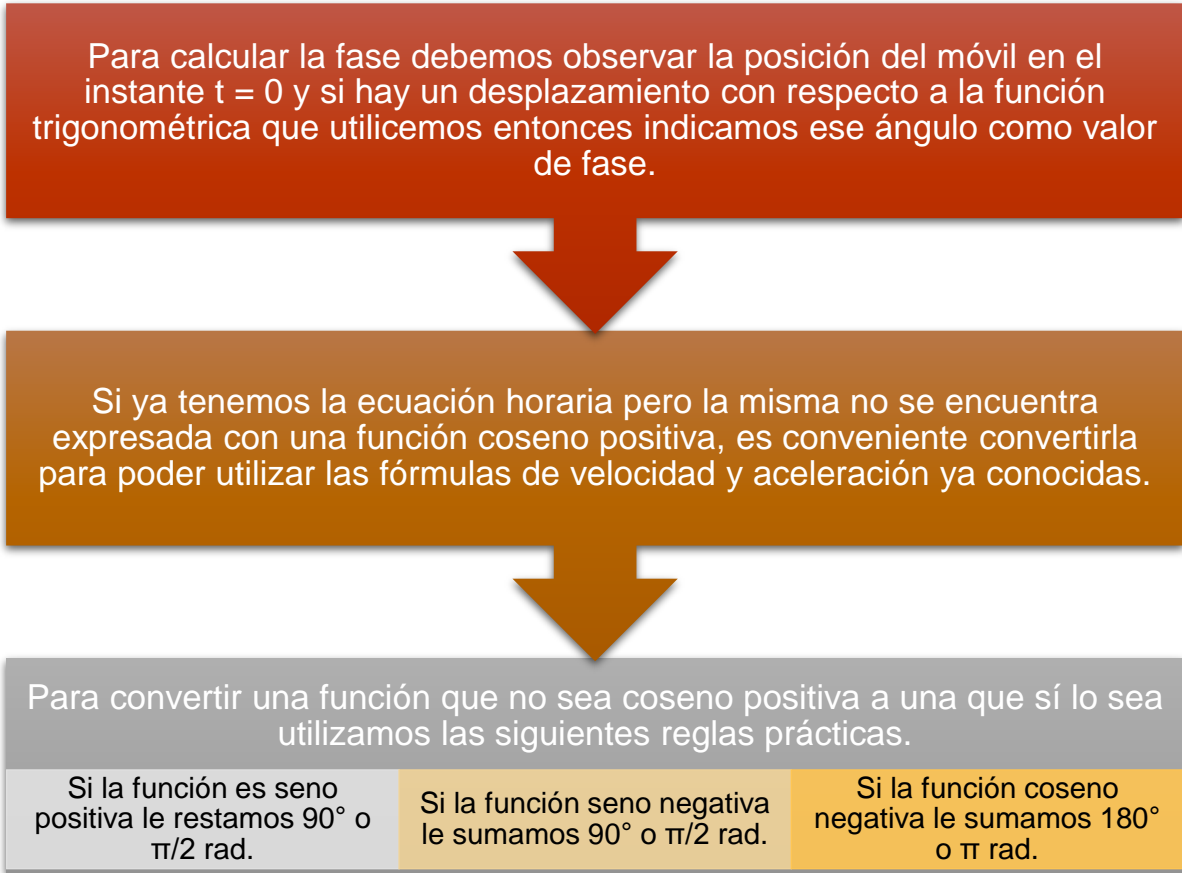 Para calcular la fase debemos observar la posición del móvil en el
instante t = 0 y si hay un desplazamiento con respecto a la función
trigonométrica que utilicemos entonces indicamos ese ángulo como valor
de fase.
Si ya tenemos la ecuación horaria pero la misma no se encuentra
expresada con una función coseno positiva, es conveniente convertirla
para poder utilizar las fórmulas de velocidad y aceleración ya conocidas.
Para convertir una función que no sea coseno positiva a una que sí lo sea
utilizamos las siguientes reglas prácticas.
Si la función es seno
positiva le restamos 90° o
π/2 rad.
Si la función seno negativa
le sumamos 90° o π/2 rad.
Si la función coseno
negativa le sumamos 180°
o π rad.